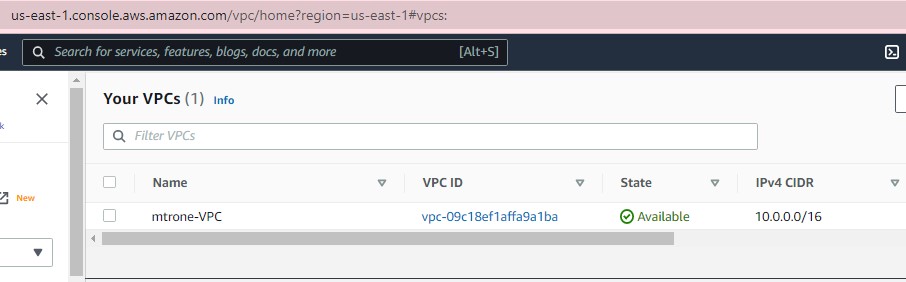 us-east-1.console.aws.amazon.com/vpc/home?region=us-east-1#vpcs:
es Search for services, features, blogs, docs, and more [Alt+S]
Your VPCs (1) Info
k
Filter VPCs
New
Name VPC ID State IPv4 CIDR
mtrone-VPC vpc-09c18ef1affa9a1ba Available 10.0.0.0/16